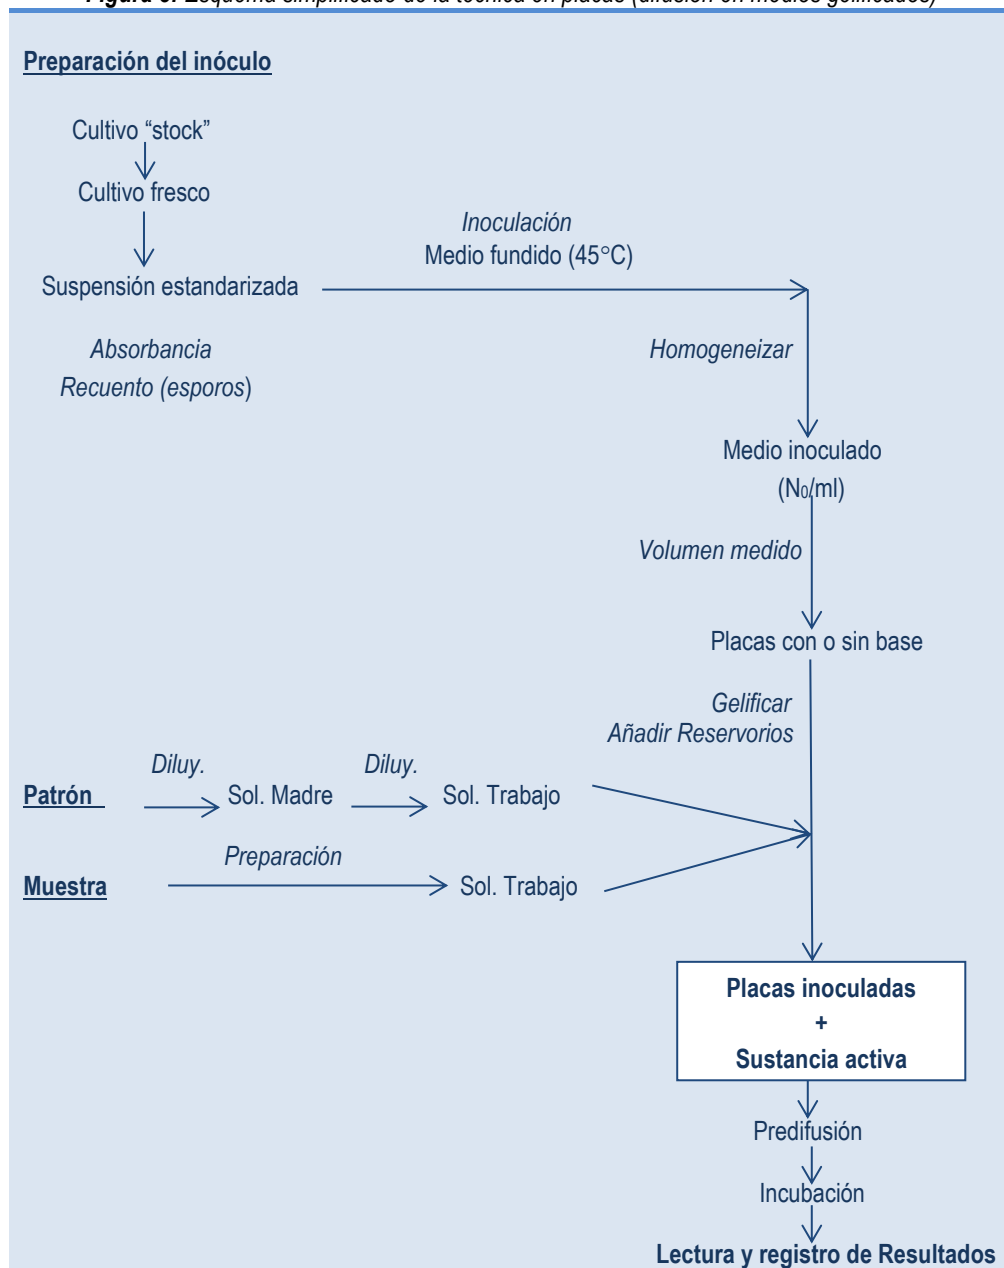 Figura 3. Esquema simplificado de la técnica en placas (difusión en medios gelificados)
Preparación del inóculo
Cultivo “stock”
Cultivo fresco
Inoculación
Medio fundido (45°C)
Suspensión estandarizada
Absorbancia
Homogeneizar
Recuento (esporos)
Medio inoculado
(N₀/ml)
Volumen medido
Placas con o sin base
Gelificar
Añadir Reservorios
Diluy.
Diluy.
Patrón
Sol. Madre
Sol. Trabajo
Preparación
Muestra
Sol. Trabajo
Placas inoculadas
+
Sustancia activa
Predifusión
Incubación
Lectura y registro de Resultados